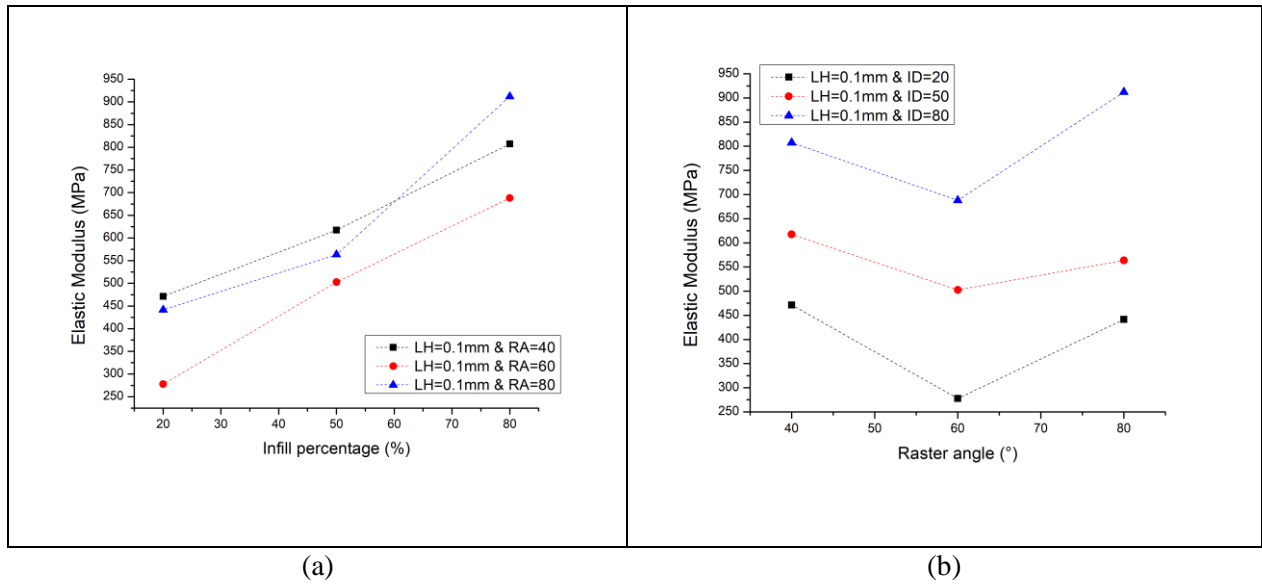 950
900
850
800
750
700
650
600
550
500
450
400
350
300
250
Elastic Modulus (MPa)
20 30 40 50 60 70 80
Infill percentage (%)
LH=0.1mm & RA=40
LH=0.1mm & RA=60
LH=0.1mm & RA=80
(a)
950
900
850
800
750
700
650
600
550
500
450
400
350
300
250
Elastic Modulus (MPa)
LH=0.1mm & ID=20
LH=0.1mm & ID=50
LH=0.1mm & ID=80
40 50 60 70 80
Raster angle (°)
(b)